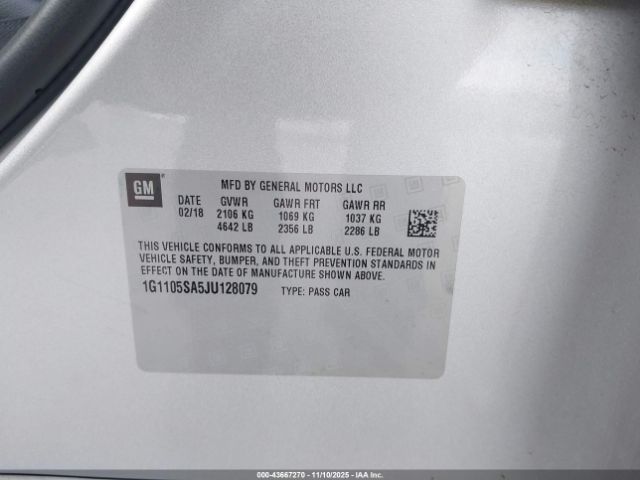 GM
MFD BY GENERAL MOTORS LLC
DATE GVWR GAWR FRT GAWR RR
02/18 2106 KG 1069 KG 1037 KG
4642 LB 2356 LB 2286 LB
THIS VEHICLE CONFORMS TO ALL APPLICABLE U.S. FEDERAL MOTOR
VEHICLE SAFETY, BUMPER, AND THEFT PREVENTION STANDARDS IN
EFFECT ON THE DATE OF MANUFACTURE SHOWN ABOVE.
1G1105SA5JU128079 TYPE: PASS CAR
000-43667270 - 11/10/2025 - IAA Inc.